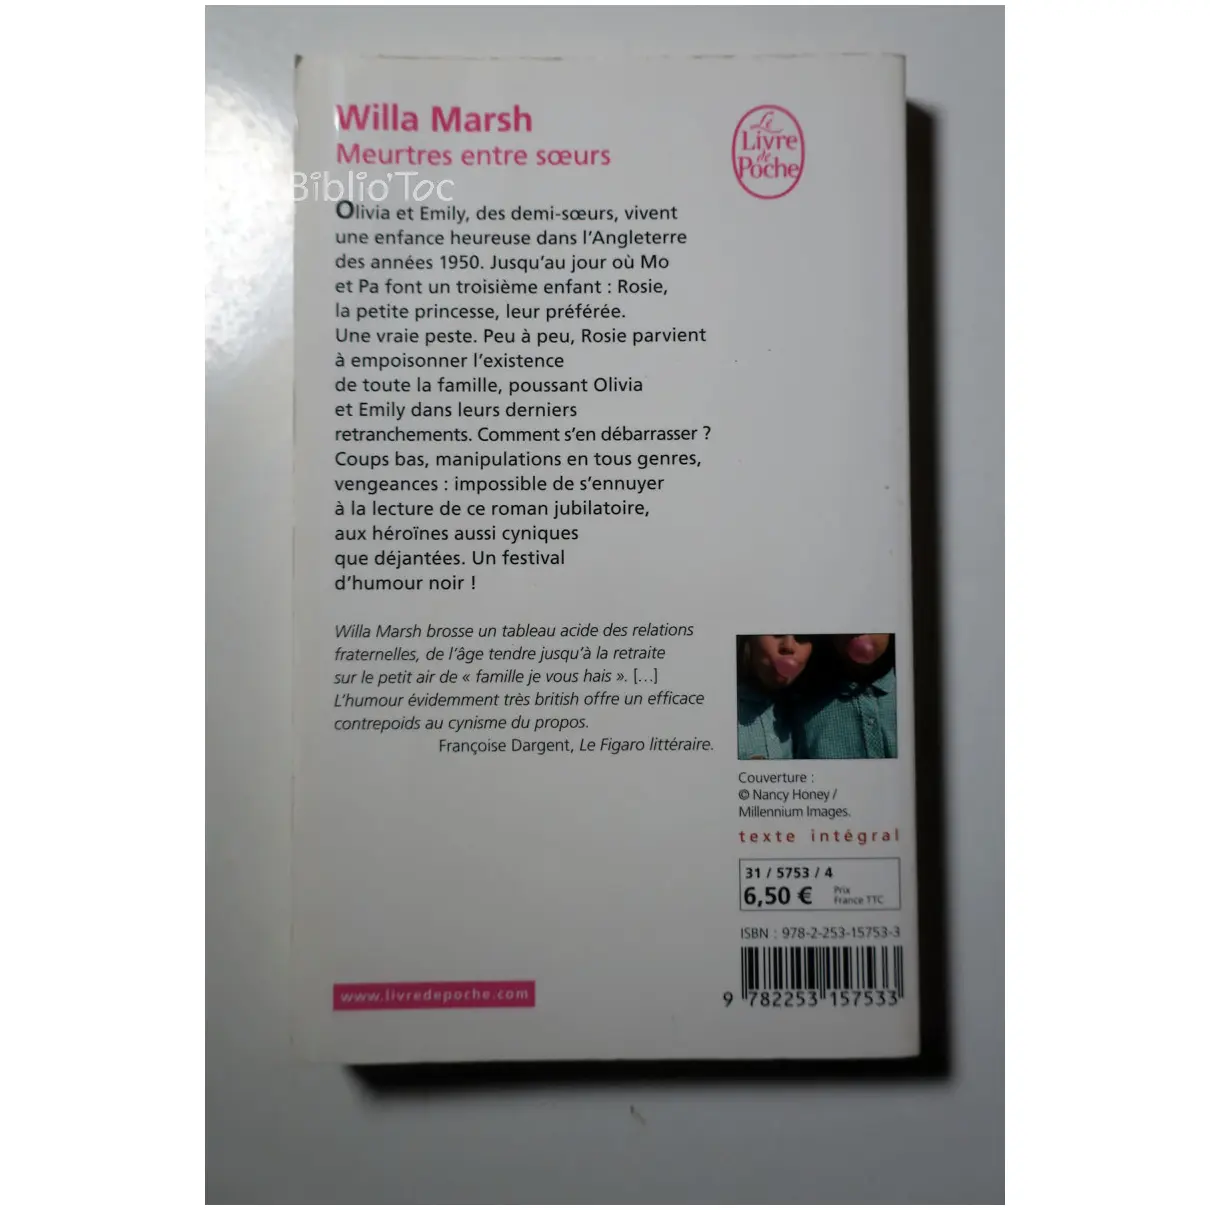 Willa Marsh
Meurtres entre sœurs
Le
Livre
de
Poche
Biblio'Toc
Olivia et Emily, des demi-sœurs, vivent
une enfance heureuse dans l'Angleterre
des années 1950. Jusqu'au jour où Mo
et Pa font un troisième enfant : Rosie,
la petite princesse, leur préférée.
Une vraie peste. Peu à peu, Rosie parvient
à empoisonner l'existence
de toute la famille, poussant Olivia
et Emily dans leurs derniers
retranchements. Comment s'en débarrasser ?
Coups bas, manipulations en tous genres,
vengeances : impossible de s'ennuyer
à la lecture de ce roman jubilatoire,
aux héroïnes aussi cyniques
que déjantées. Un festival
d'humour noir !
Willa Marsh brosse un tableau acide des relations
fraternelles, de l'âge tendre jusqu'à la retraite
sur le petit air de « famille je vous hais ». [...]
L'humour évidemment très british offre un efficace
contrepoids au cynisme du propos.
Françoise Dargent, Le Figaro littéraire.
Couverture :
© Nancy Honey /
Millennium Images.
texte intégral
31 / 5753 / 4
6,50 € Prix
France TTC
ISBN : 978-2-253-15753-3
9 782253 157533
www.livredepoche.com